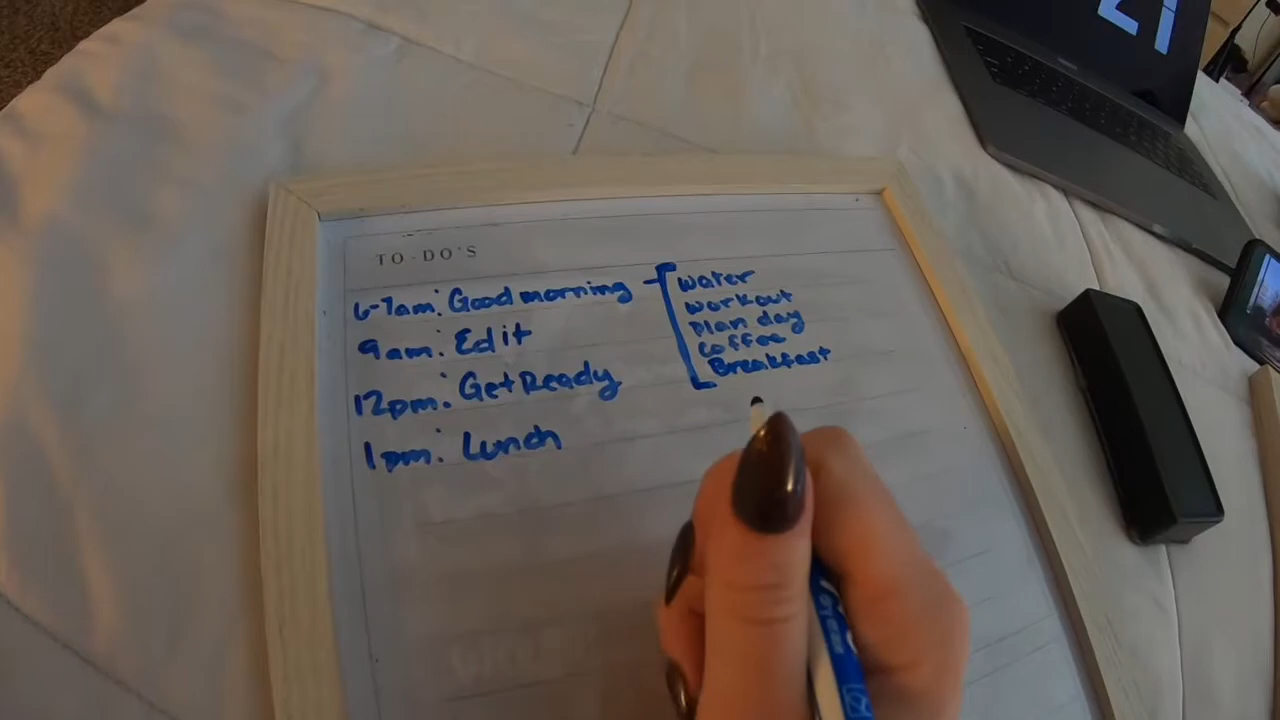 TO-DO'S
6-7am: Good morning
water
workout
plan day
coffee
Breakfast
9am: Edit
12pm: Get Ready
1pm: Lunch